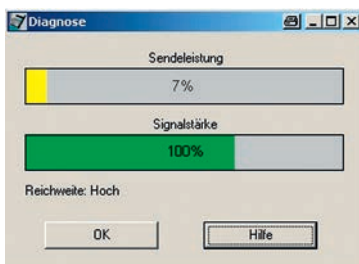 Diagnose
Sendeleistung
7%
Signalstärke
100%
Reichweite: Hoch
OK
Hilfe